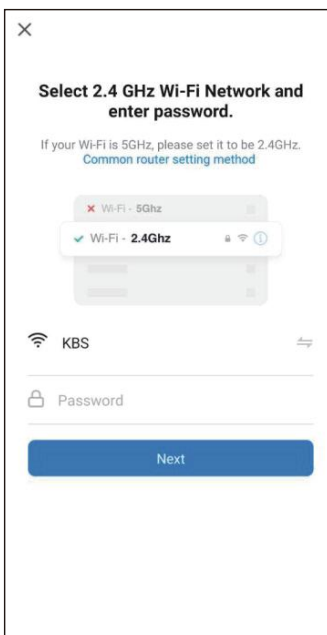 Select 2.4 GHz Wi-Fi Network and
enter password.
If your Wi-Fi is 5GHz, please set it to be 2.4GHz.
Common router setting method
Wi-Fi - 5Ghz
Wi-Fi - 2.4Ghz
KBS
Password
Next